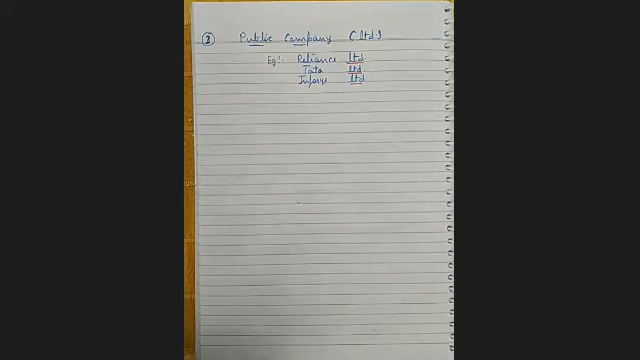 ② Public Company (Ltd.)
Eg:- Reliance Ltd.
Tata Ltd.
Infosys Ltd